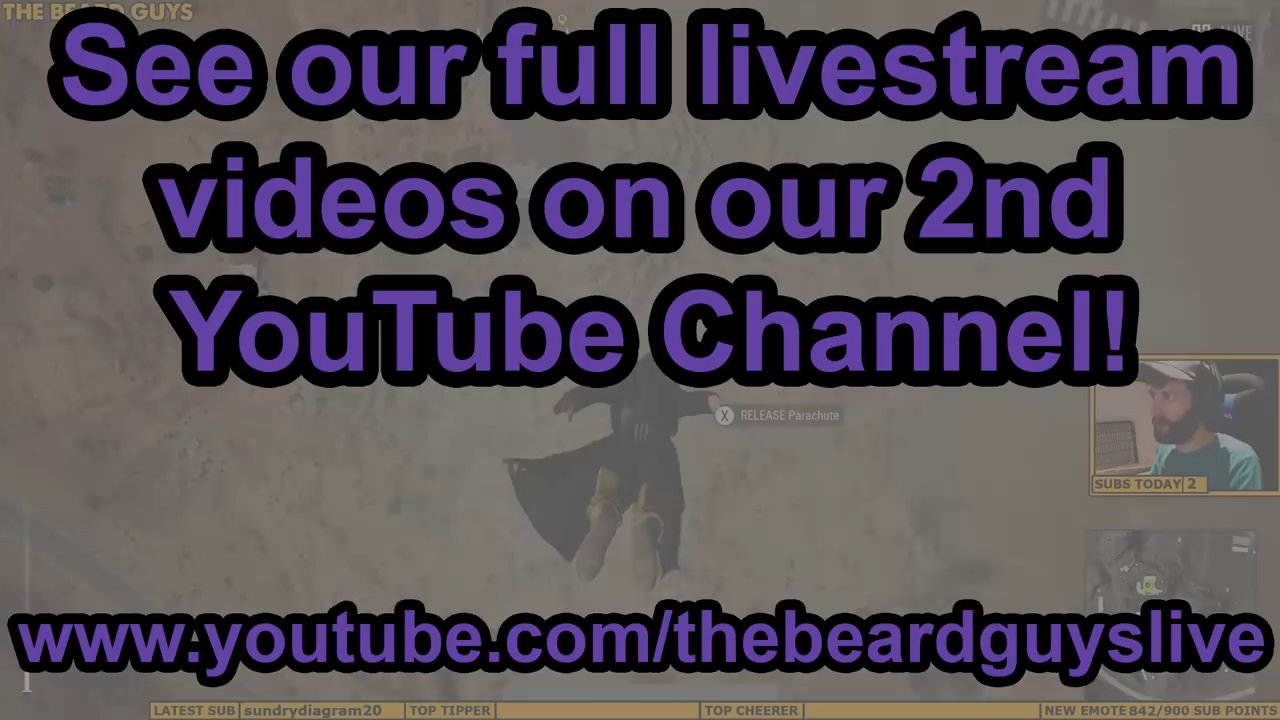 THE BEARD GUYS
ALIVE
See our full livestream
videos on our 2nd
YouTube Channel!
X RELEASE Parachute
SUBS TODAY 2
www.youtube.com/thebeardguyslive
LATEST SUB sundrydiagram20 TOP TIPPER TOP CHEERER NEW EMOTE 842/900 SUB POINTS